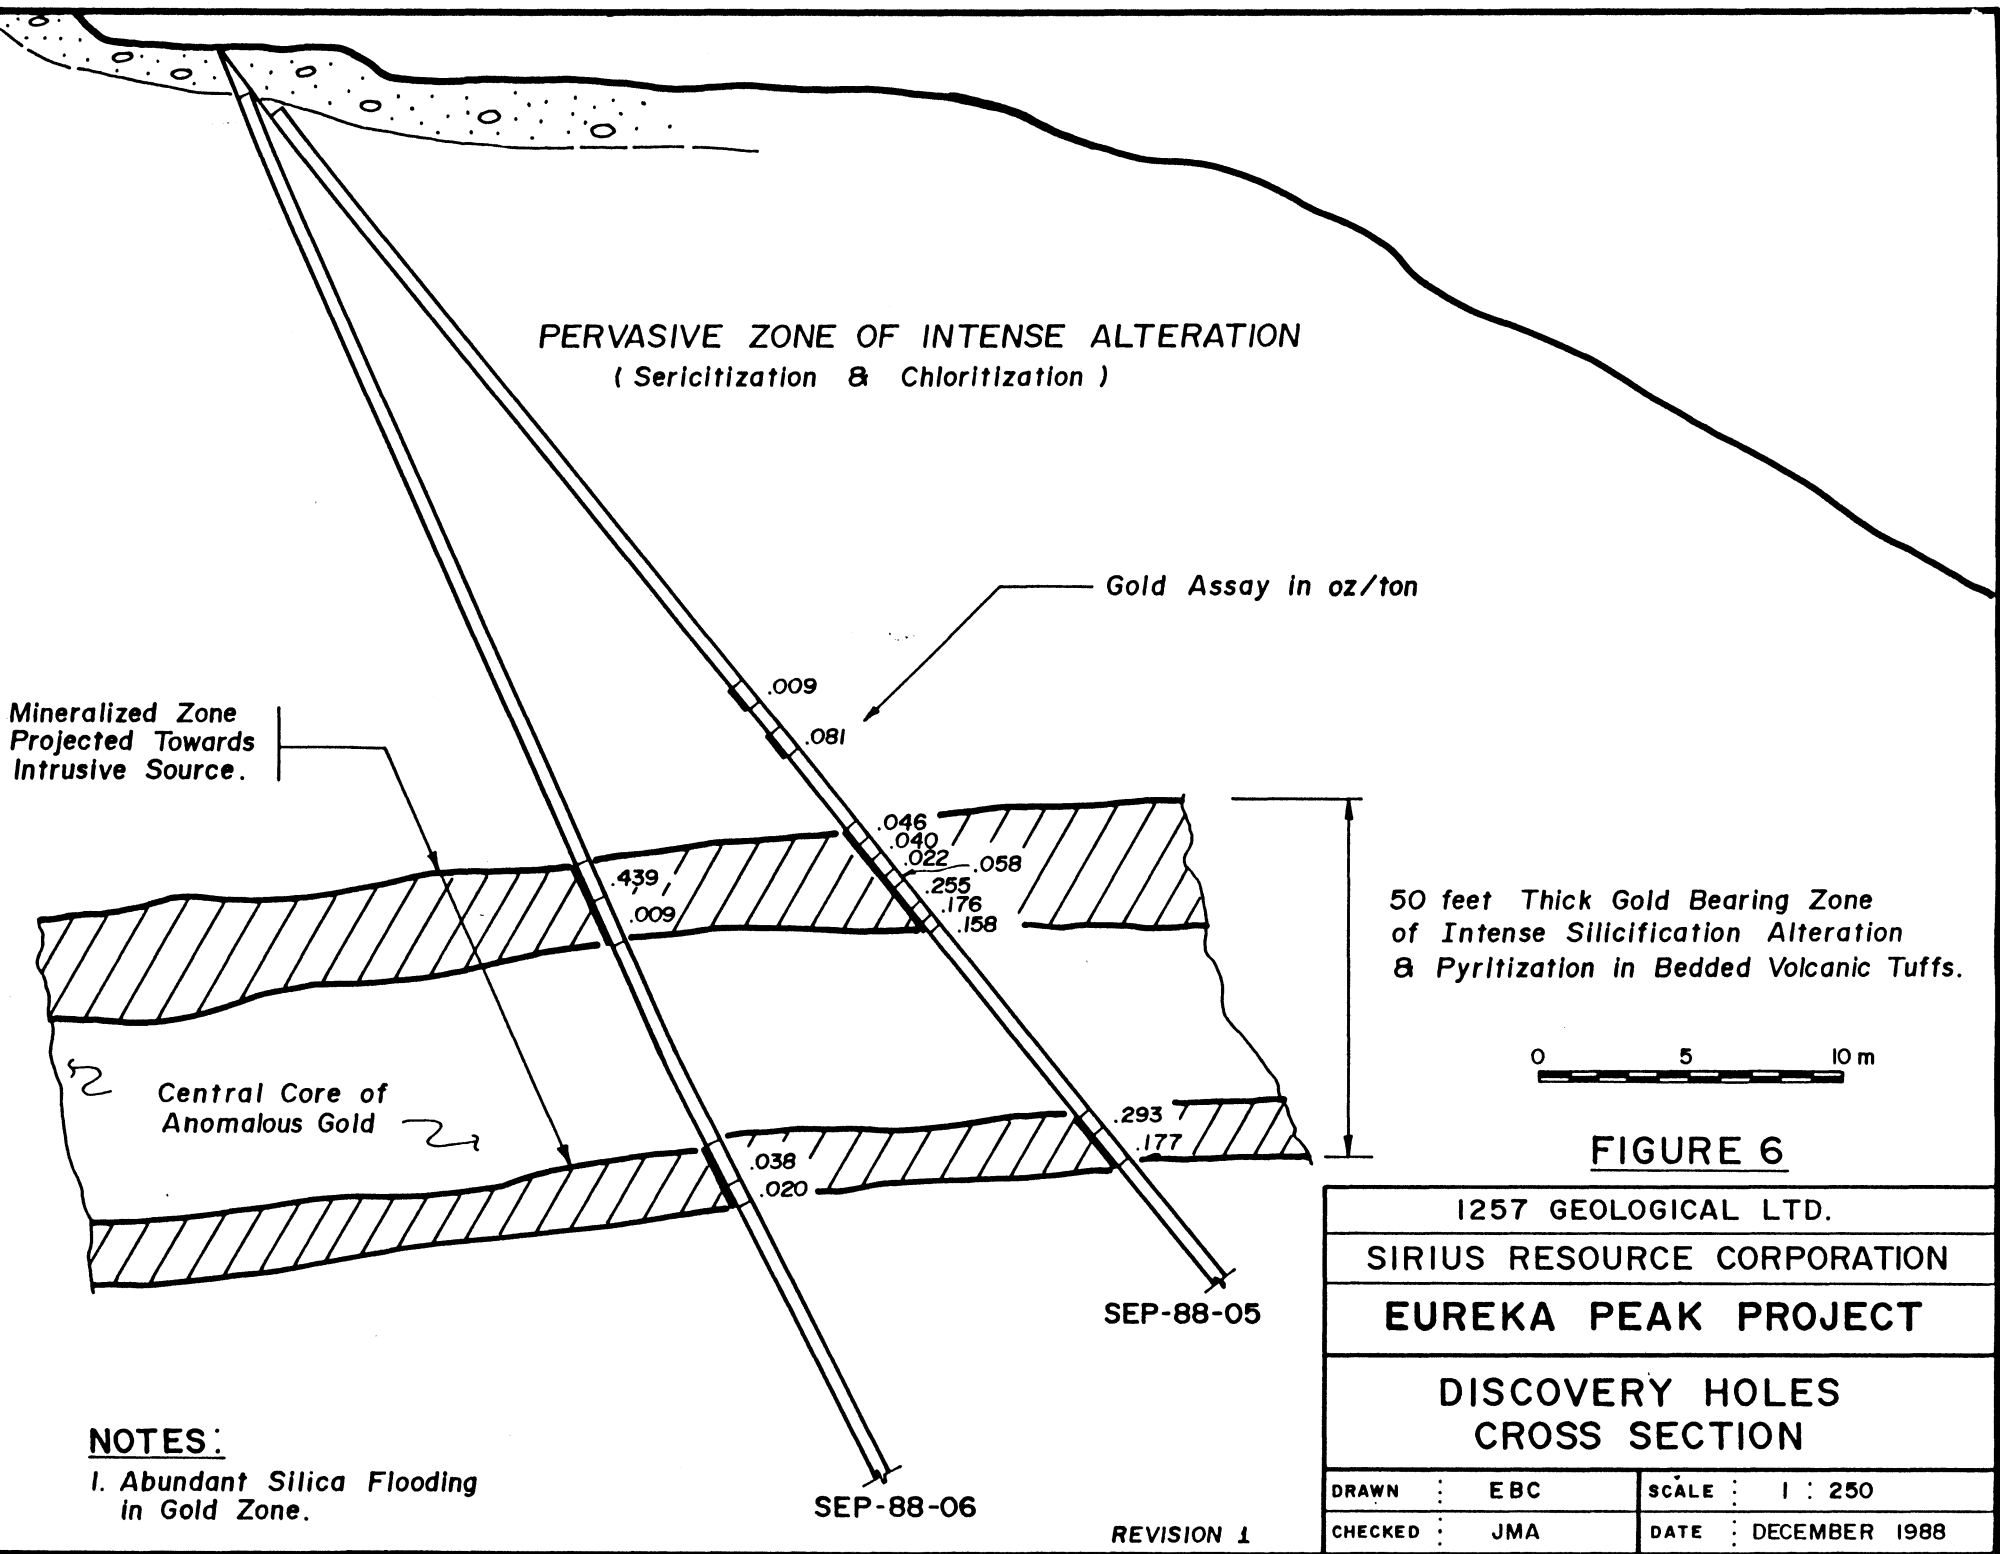 PERVASIVE ZONE OF INTENSE ALTERATION
( Sericitization & Chloritization )
Gold Assay in oz/ton
.009
.081
Mineralized Zone
Projected Towards
Intrusive Source.
.046
.040
.022
.058
.255
.176
.158
.439
.009
50 feet Thick Gold Bearing Zone
of Intense Silicification Alteration
& Pyritization in Bedded Volcanic Tuffs.
0 5 10 m
Central Core of
Anomalous Gold
.293
.177
.038
.020
FIGURE 6
1257 GEOLOGICAL LTD.
SIRIUS RESOURCE CORPORATION
EUREKA PEAK PROJECT
DISCOVERY HOLES
CROSS SECTION
DRAWN : EBC
SCALE : 1 : 250
CHECKED : JMA
DATE : DECEMBER 1988
SEP-88-05
SEP-88-06
NOTES:
1. Abundant Silica Flooding
in Gold Zone.
REVISION 1